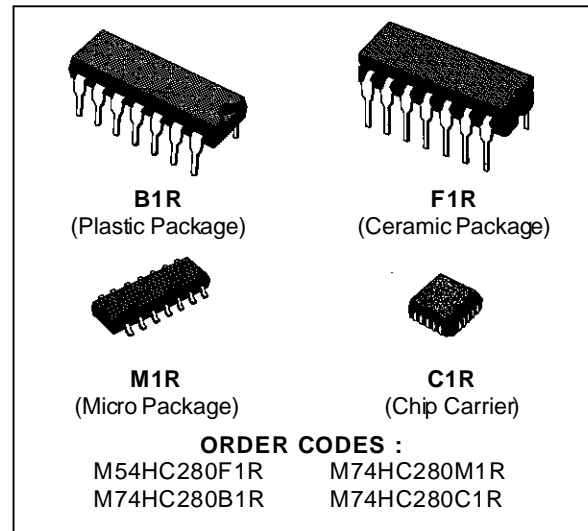 B1R
(Plastic Package)
F1R
(Ceramic Package)
M1R
(Micro Package)
C1R
(Chip Carrier)
ORDER CODES :
M54HC280F1R M74HC280M1R
M74HC280B1R M74HC280C1R